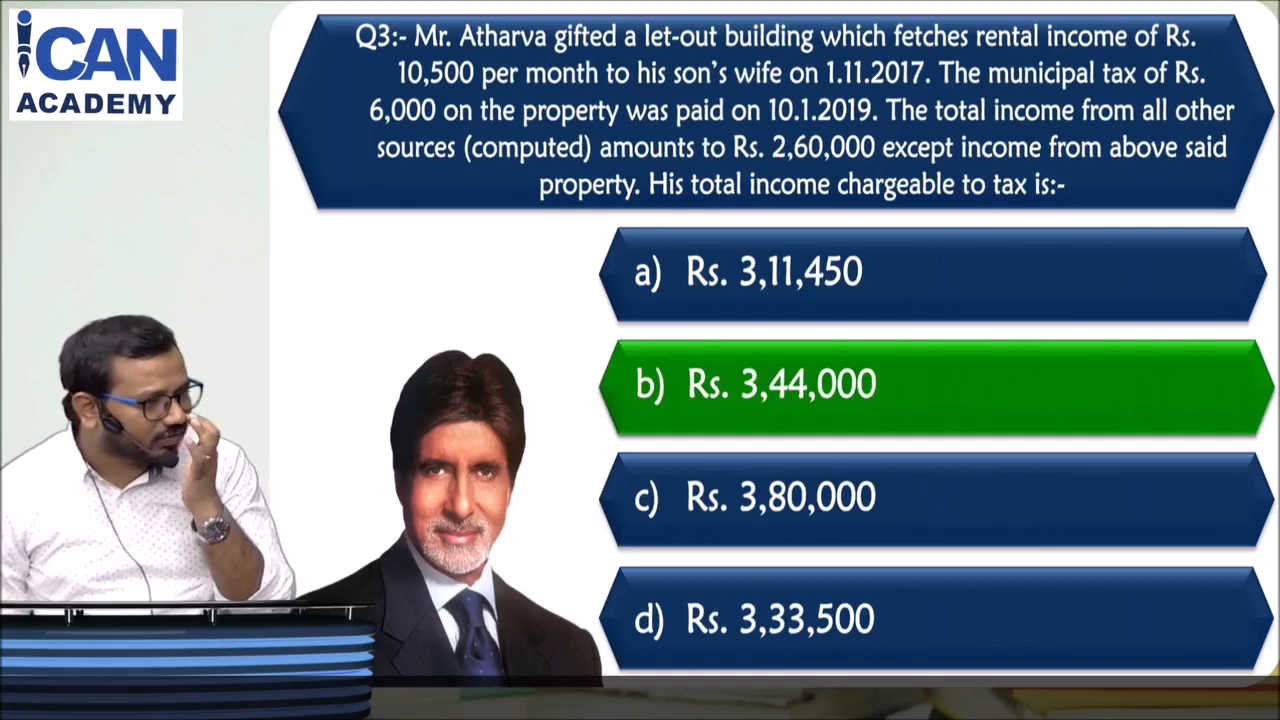 iCAN
ACADEMY
Q3:- Mr. Atharva gifted a let-out building which fetches rental income of Rs.
10,500 per month to his son’s wife on 1.11.2017. The municipal tax of Rs.
6,000 on the property was paid on 10.1.2019. The total income from all other
sources (computed) amounts to Rs. 2,60,000 except income from above said
property. His total income chargeable to tax is:-
a) Rs. 3,11,450
b) Rs. 3,44,000
c) Rs. 3,80,000
d) Rs. 3,33,500